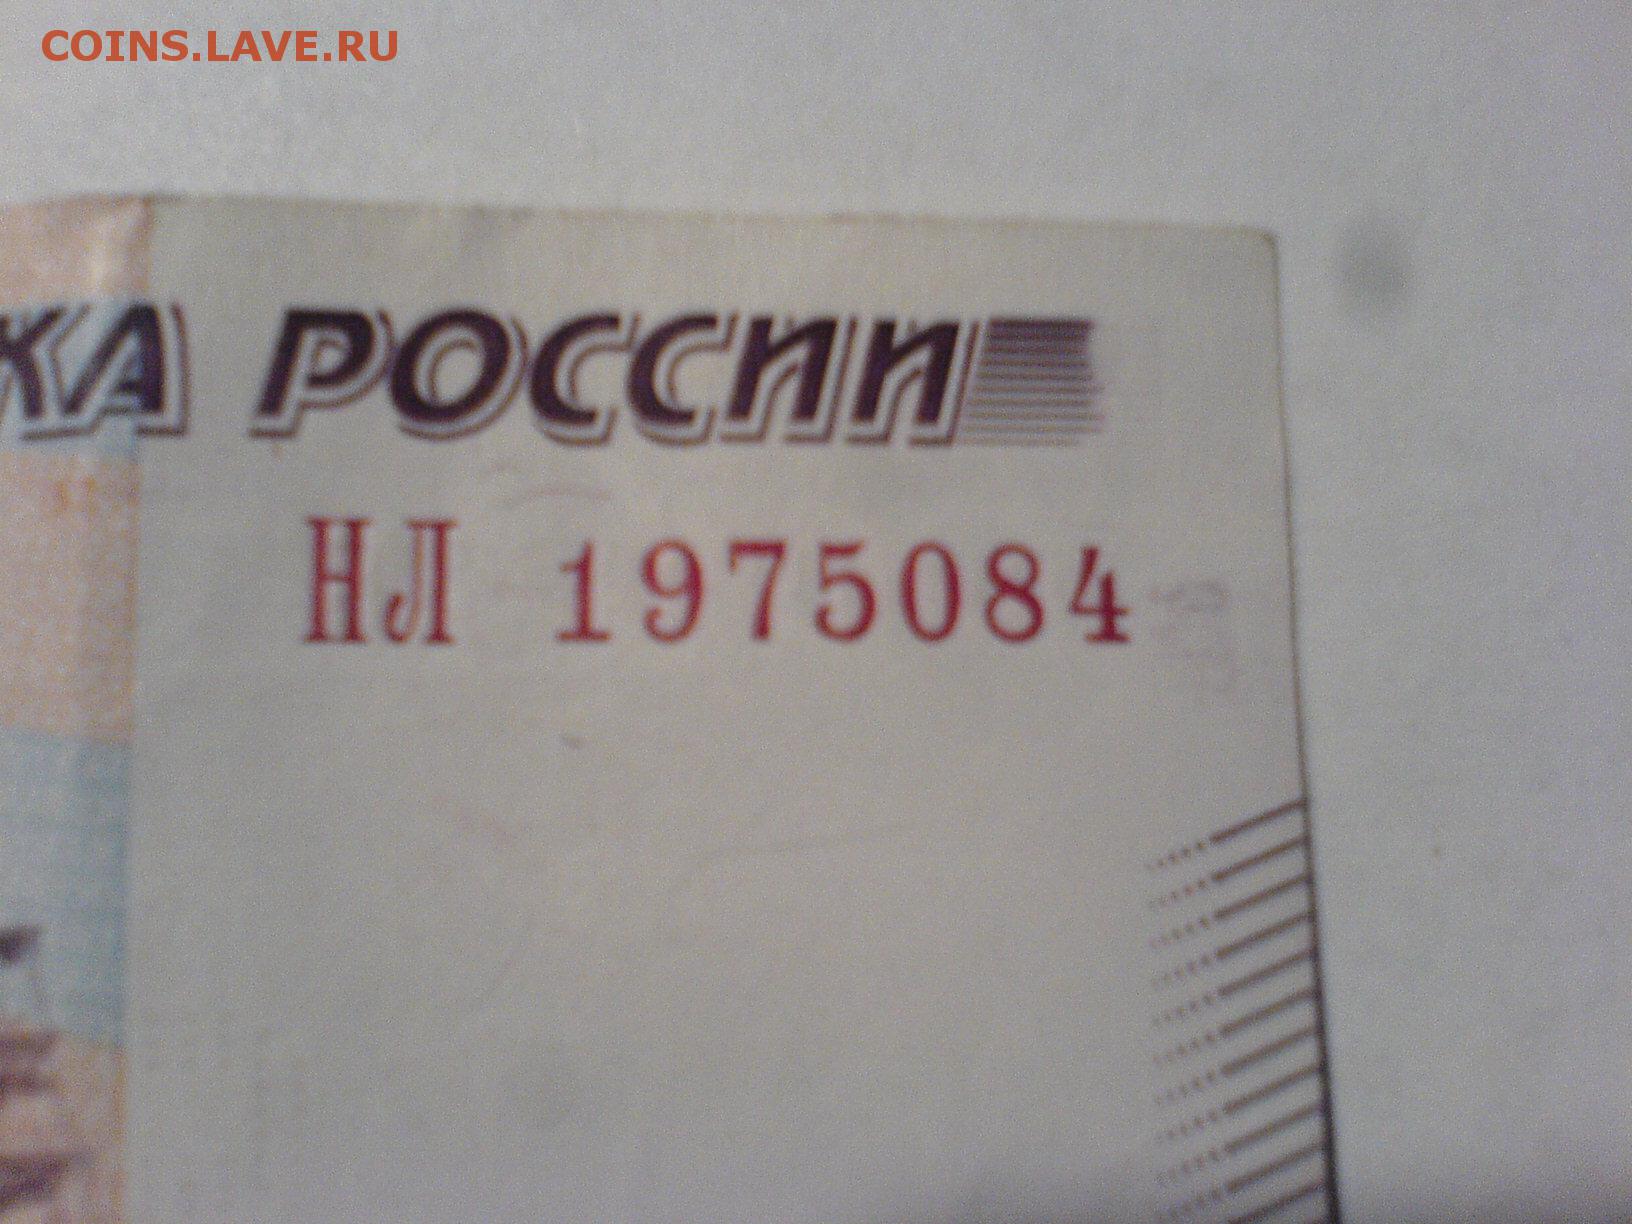 COINS.LAVE.RU
КА РОССИИ
НЛ 1975084